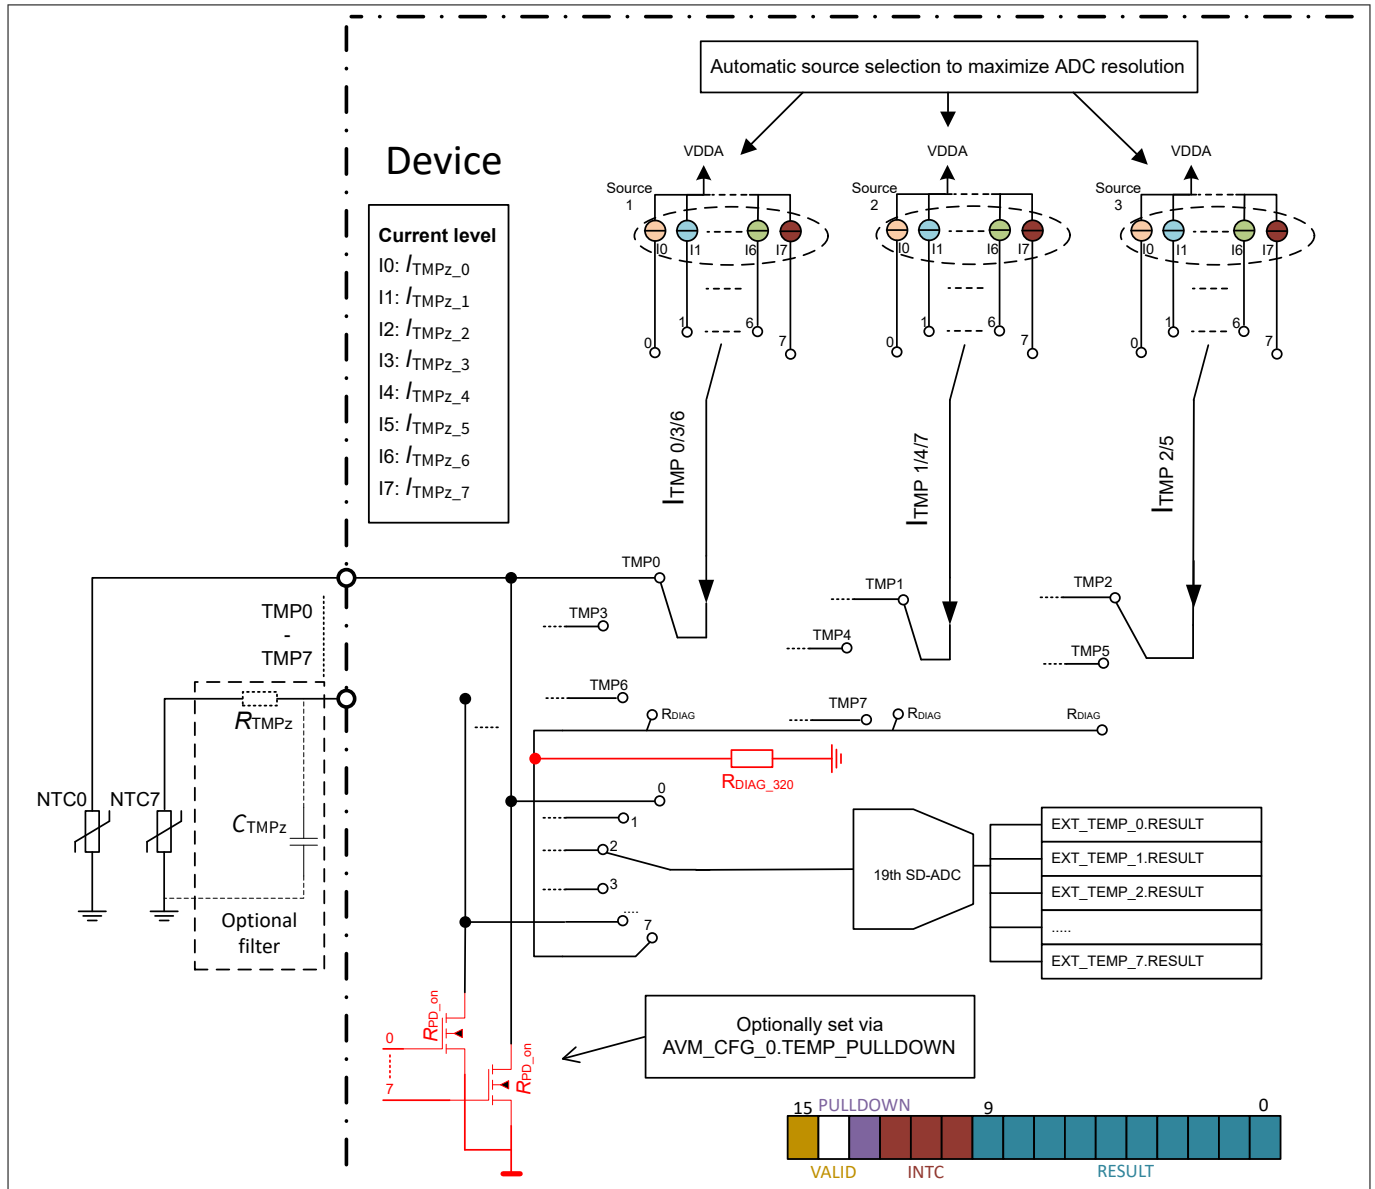 Automatic source selection to maximize ADC resolution
Device
VDDA
VDDA
VDDA
Source
1
Source
2
Source
3
I0
I1
I6
I7
I0
I1
I6
I7
I0
I1
I6
I7
0
1
6
7
0
1
6
7
0
1
6
7
Current level
I0: ITMPz_0
I1: ITMPz_1
I2: ITMPz_2
I3: ITMPz_3
I4: ITMPz_4
I5: ITMPz_5
I6: ITMPz_6
I7: ITMPz_7
ITMP 0/3/6
ITMP 1/4/7
ITMP 2/5
TMP0
TMP3
TMP6
TMP1
TMP4
TMP7
TMP2
TMP5
RDIAG
RDIAG
RDIAG
RDIAG_320
TMP0
-
TMP7
RTMPz
CTMPz
NTC0
NTC7
Optional
filter
0
1
2
3
....
7
19th SD-ADC
EXT_TEMP_0.RESULT
EXT_TEMP_1.RESULT
EXT_TEMP_2.RESULT
.....
EXT_TEMP_7.RESULT
RPD_on
RPD_on
0
7
Optionally set via
AVM_CFG_0.TEMP_PULLDOWN
15
PULLDOWN
9
0
VALID
INTC
RESULT